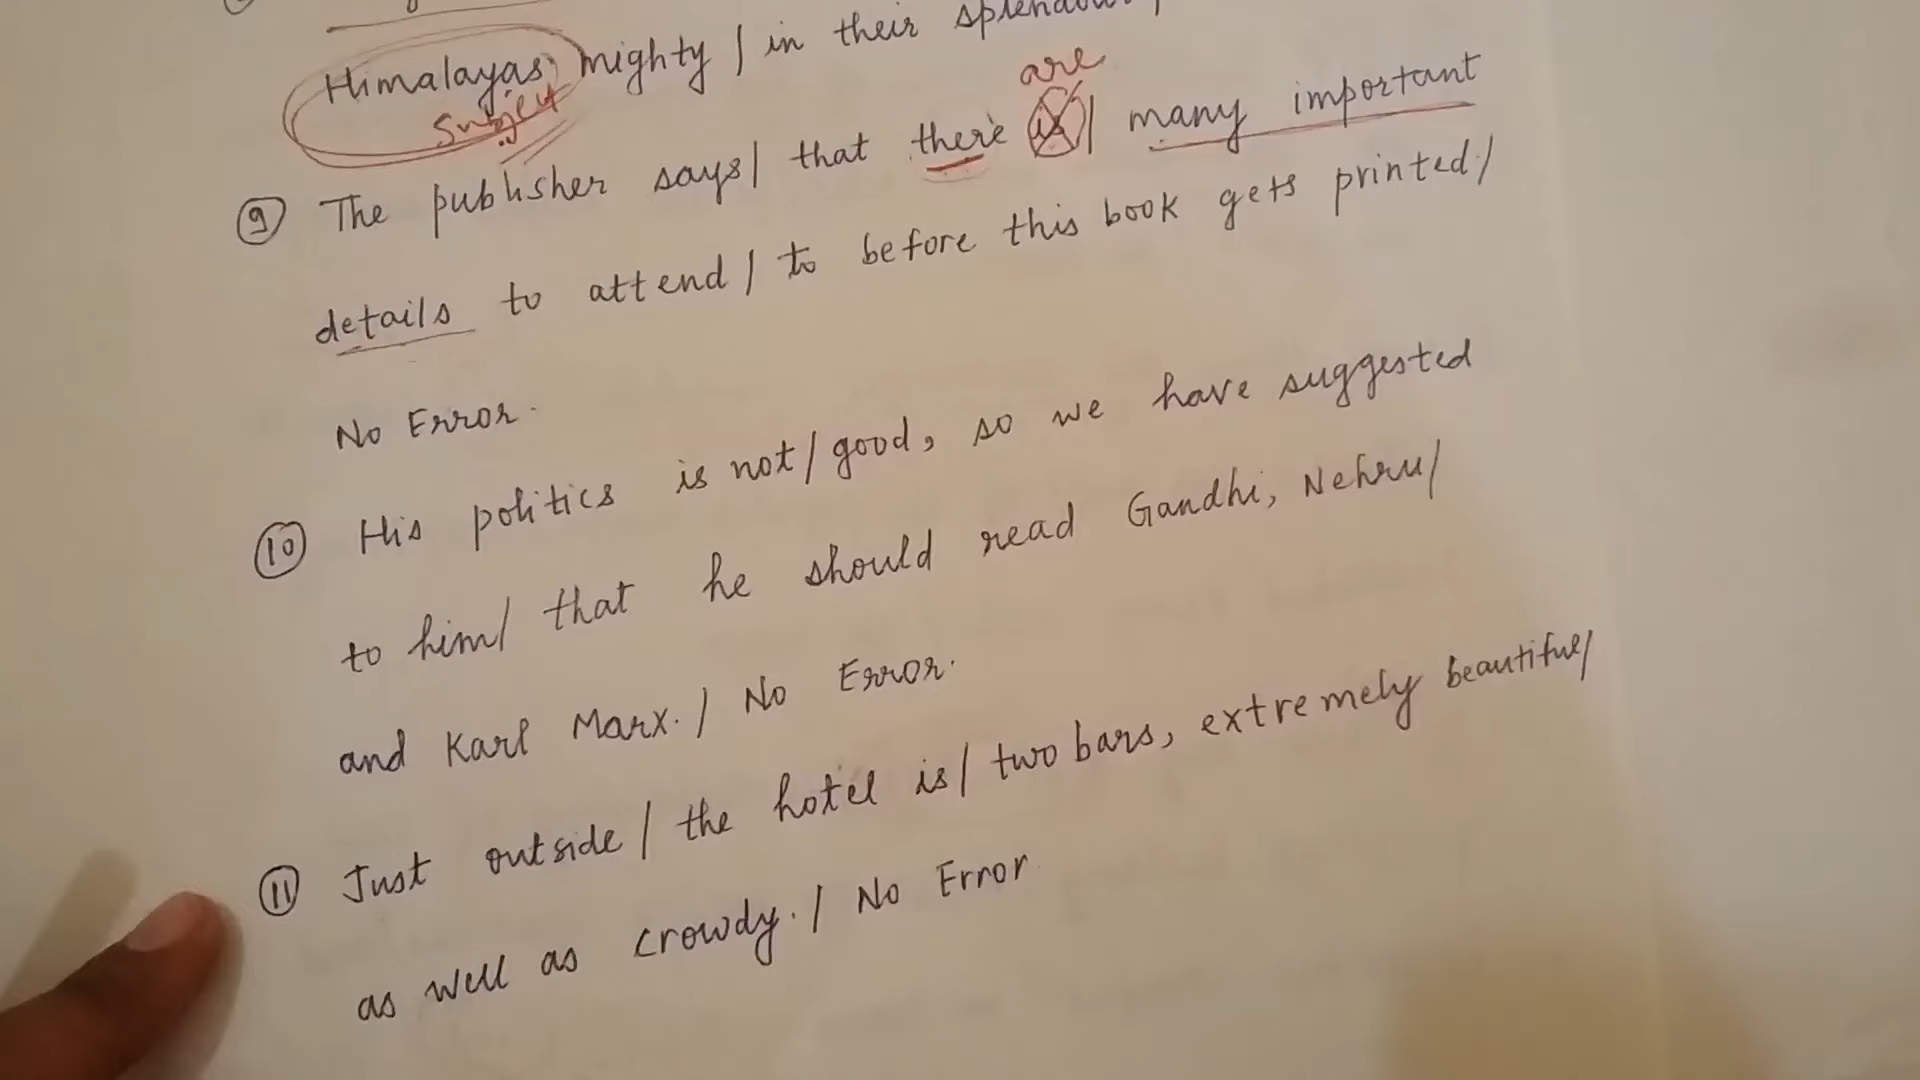 Himalayas mighty / in their
Subject
are
9 The publisher says / that there is / many important
details to attend / to before this book gets printed /
No Error.
10 His politics is not / good, so we have suggested
to him / that he should read Gandhi, Nehru /
and Karl Marx. / No Error.
11 Just outside / the hotel is / two bars, extremely beautiful /
as well as crowdy. / No Error